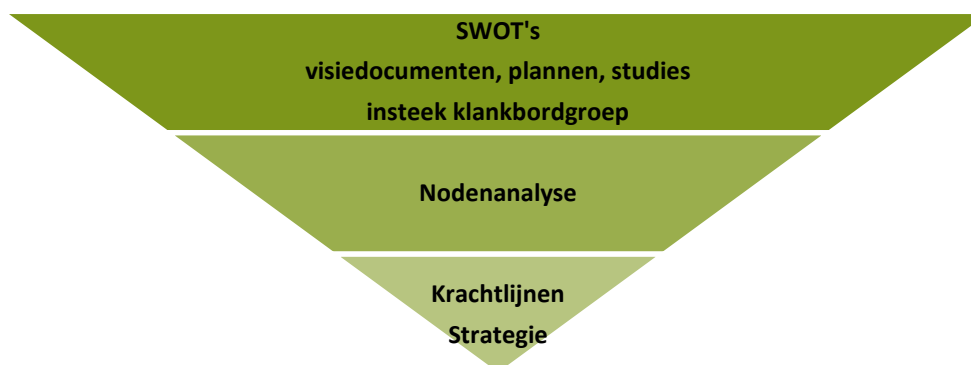 SWOT's
visiedocumenten, plannen, studies
insteek klankbordgroep
Nodenanalyse
Krachtlijnen
Strategie